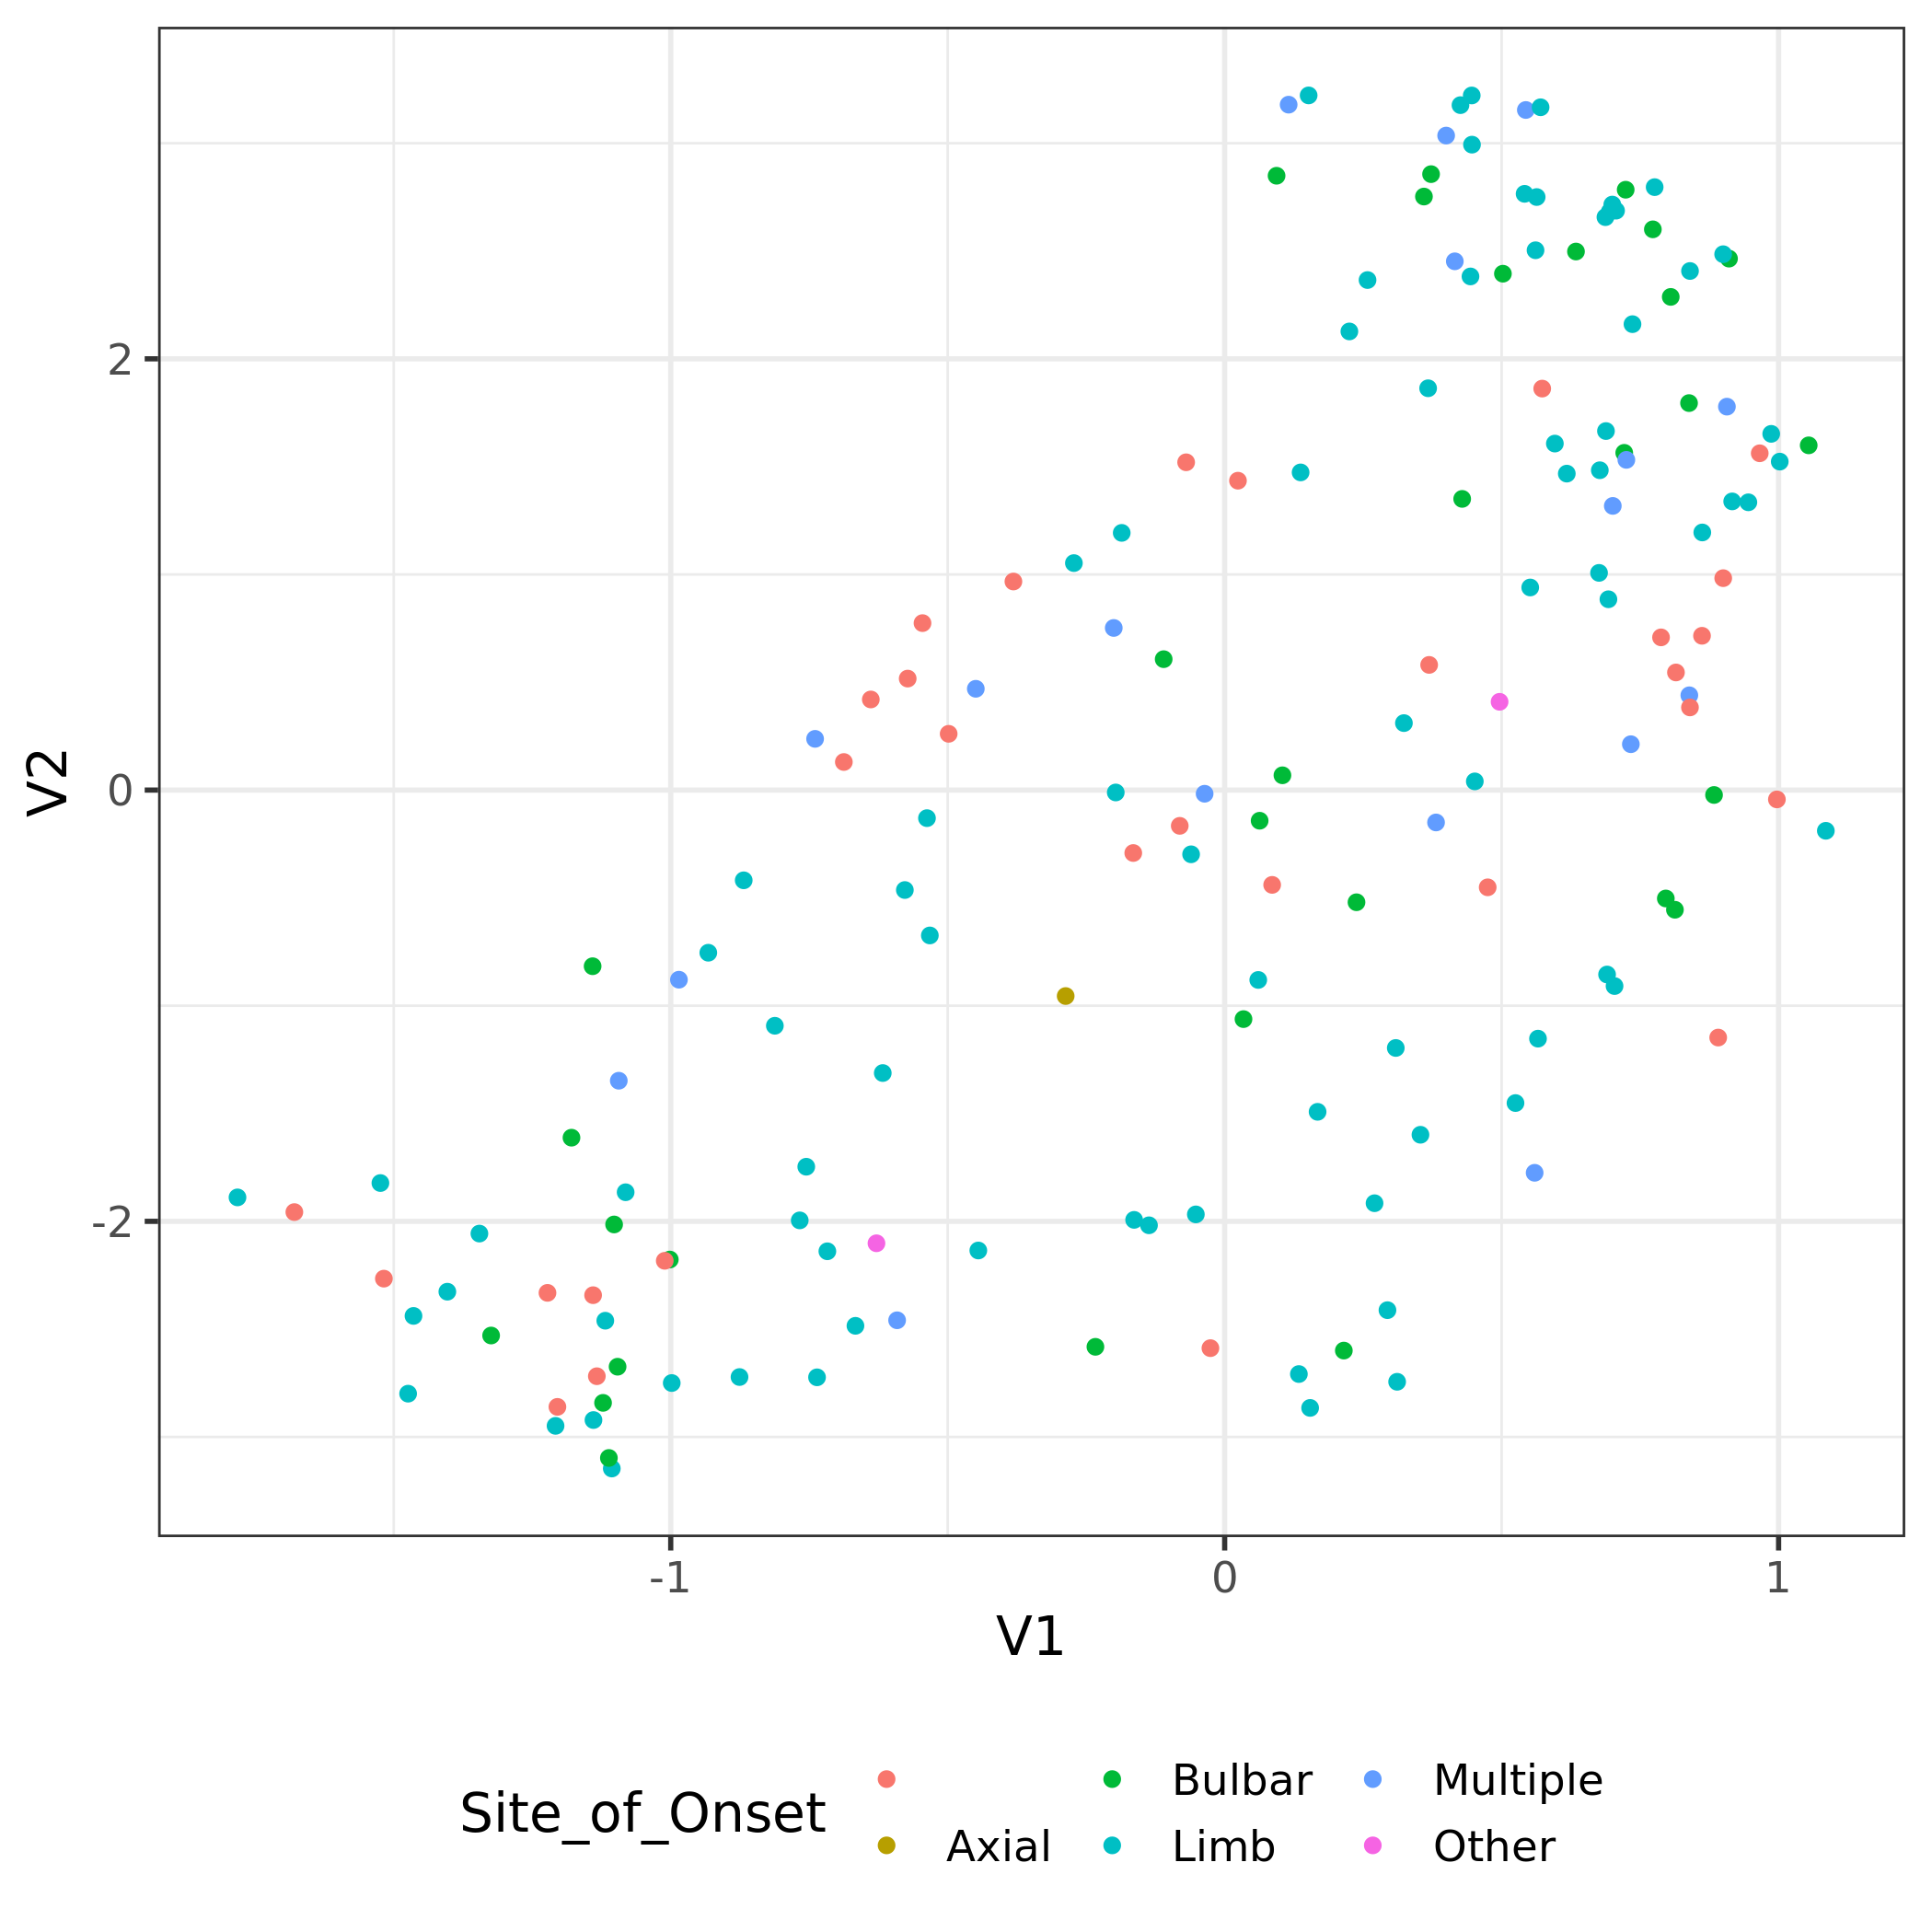 2
0
-2
V2
-1 0 1
V1
Site_of_Onset
Bulbar Multiple
Axial Limb Other